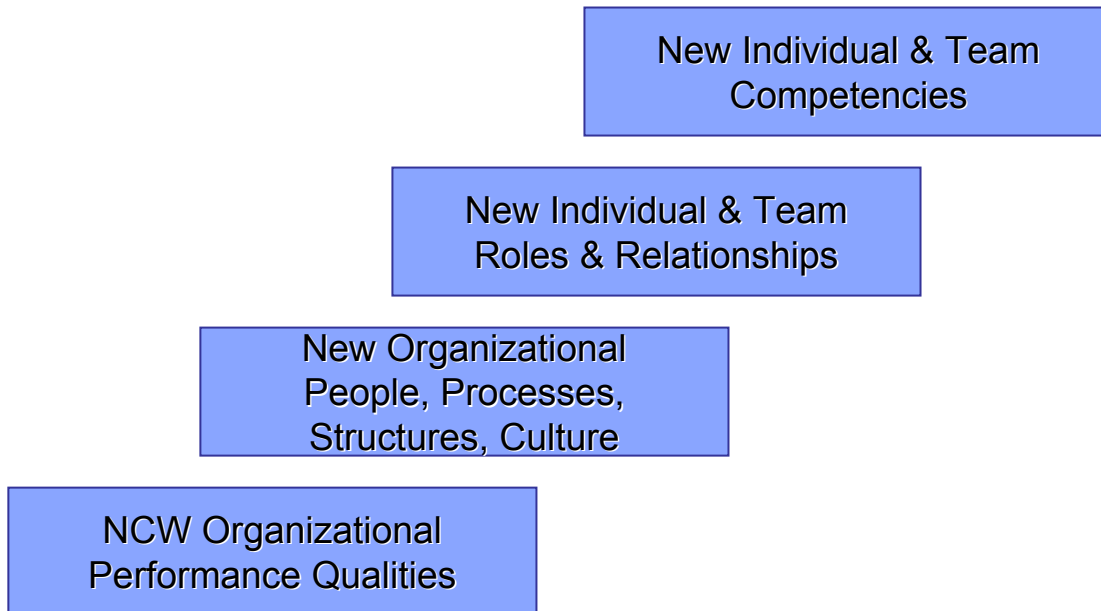 New Individual & Team
Competencies
New Individual & Team
Roles & Relationships
New Organizational
People, Processes,
Structures, Culture
NCW Organizational
Performance Qualities